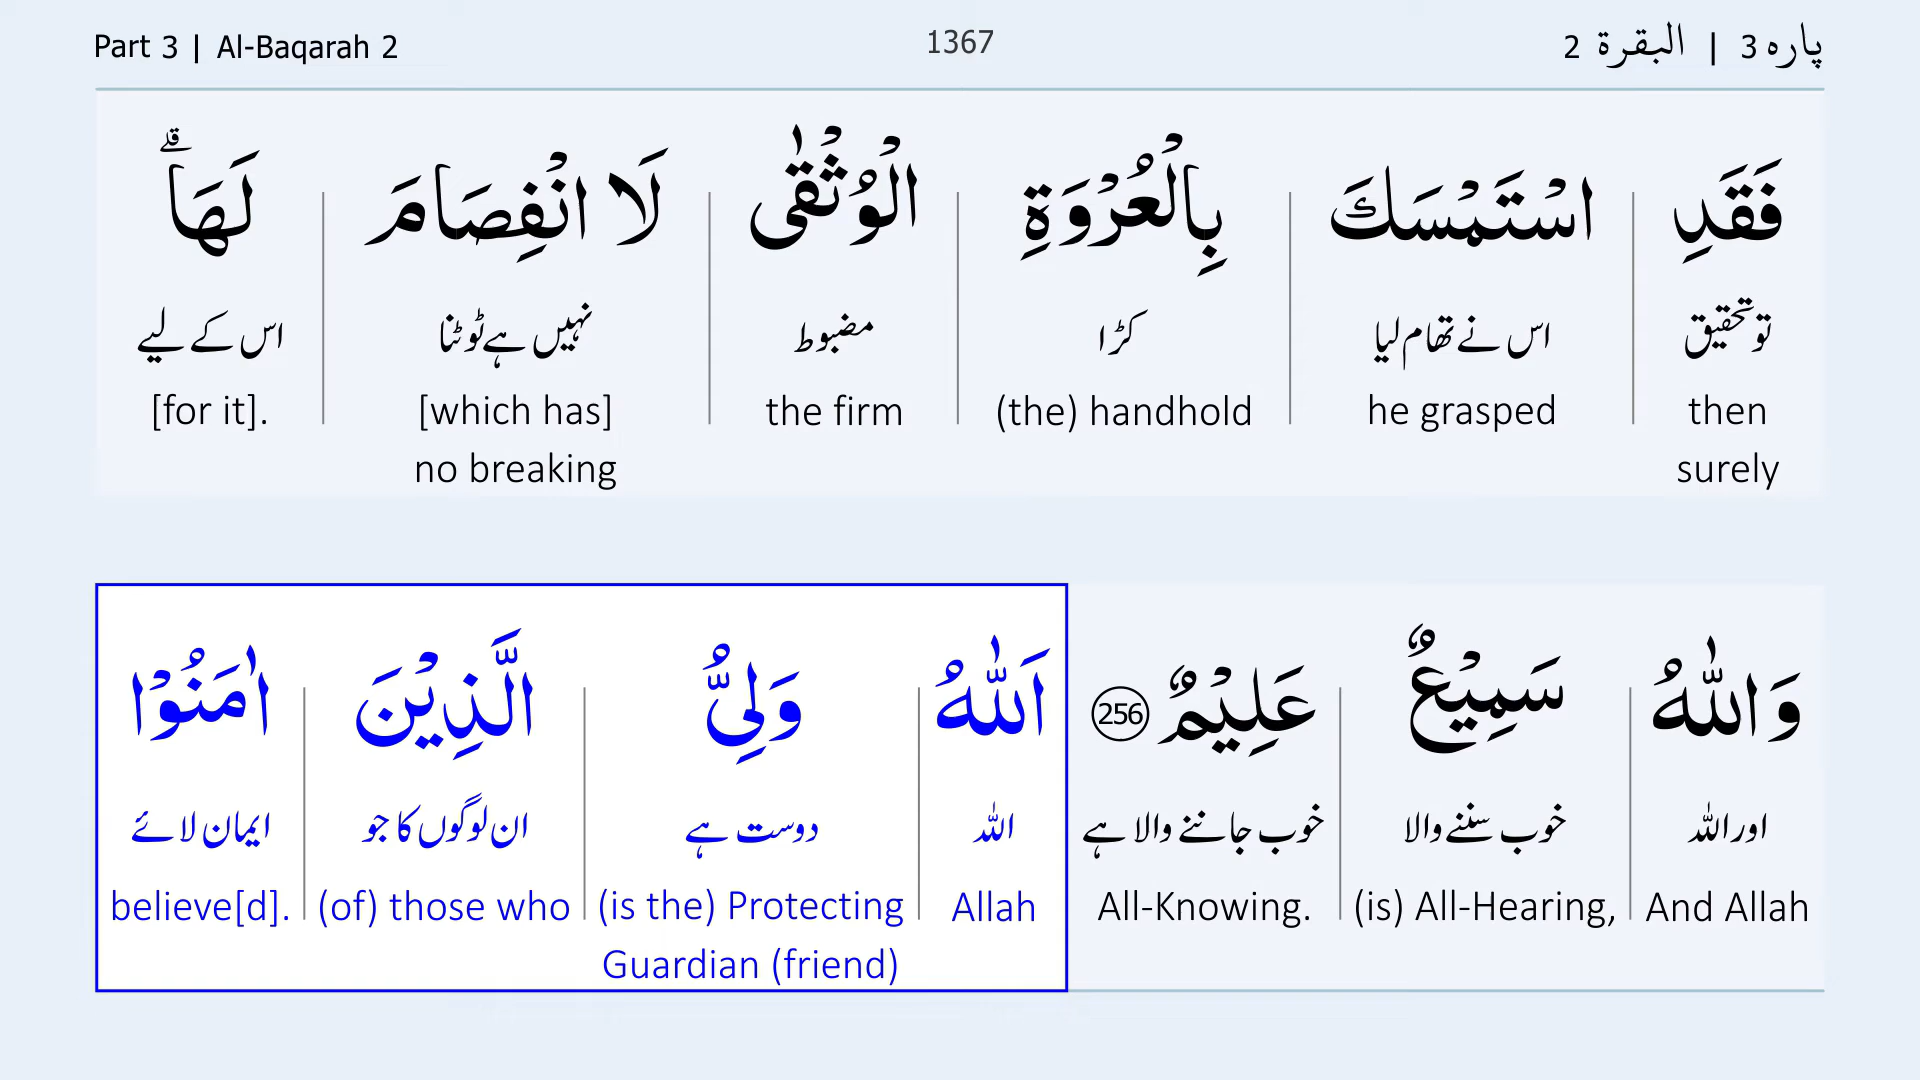 Part 3 | Al-Baqarah 2
1367
پارہ 3 | البقرة 2
فَقَدِ اسْتَمْسَكَ بِالْعُرْوَةِ الْوُثْقٰى لَا انْفِصَامَ لَهَا ۗ
تو تحقیق اس نے تھام لیا کڑا مضبوط نہیں ہے ٹوٹنا اس کے لیے
[for it]. [which has] the firm (the) handhold he grasped then
no breaking surely
وَاللّٰهُ سَمِيْعٌ عَلِيْمٌ 256 اَللّٰهُ وَلِىُّ الَّذِيْنَ اٰمَنُوْا
اور اللہ خوب سننے والا خوب جاننے والا ہے اللہ دوست ہے ان لوگوں کا جو ایمان لائے
believe[d]. (of) those who (is the) Protecting Allah All-Knowing. (is) All-Hearing, And Allah
Guardian (friend)